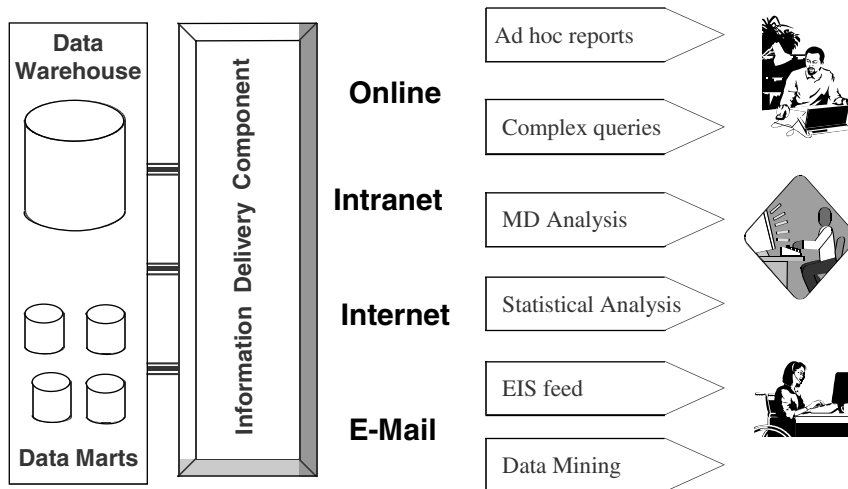 Data
Warehouse
Data Marts
Information Delivery Component
Online
Intranet
Internet
E-Mail
Ad hoc reports
Complex queries
MD Analysis
Statistical Analysis
EIS feed
Data Mining